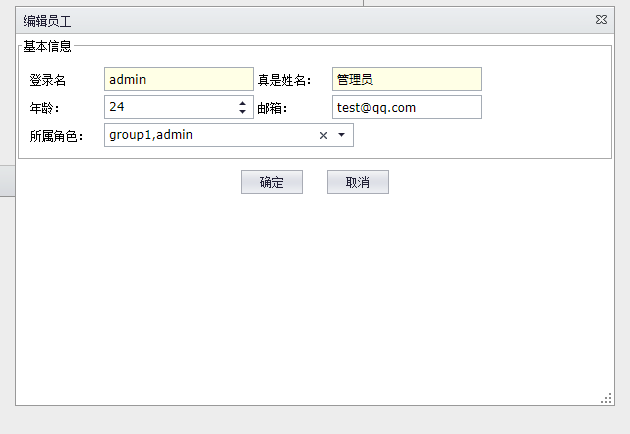 编辑员工
基本信息
登录名 admin 真是姓名: 管理员
年龄: 24 邮箱: test@qq.com
所属角色: group1,admin
确定 取消